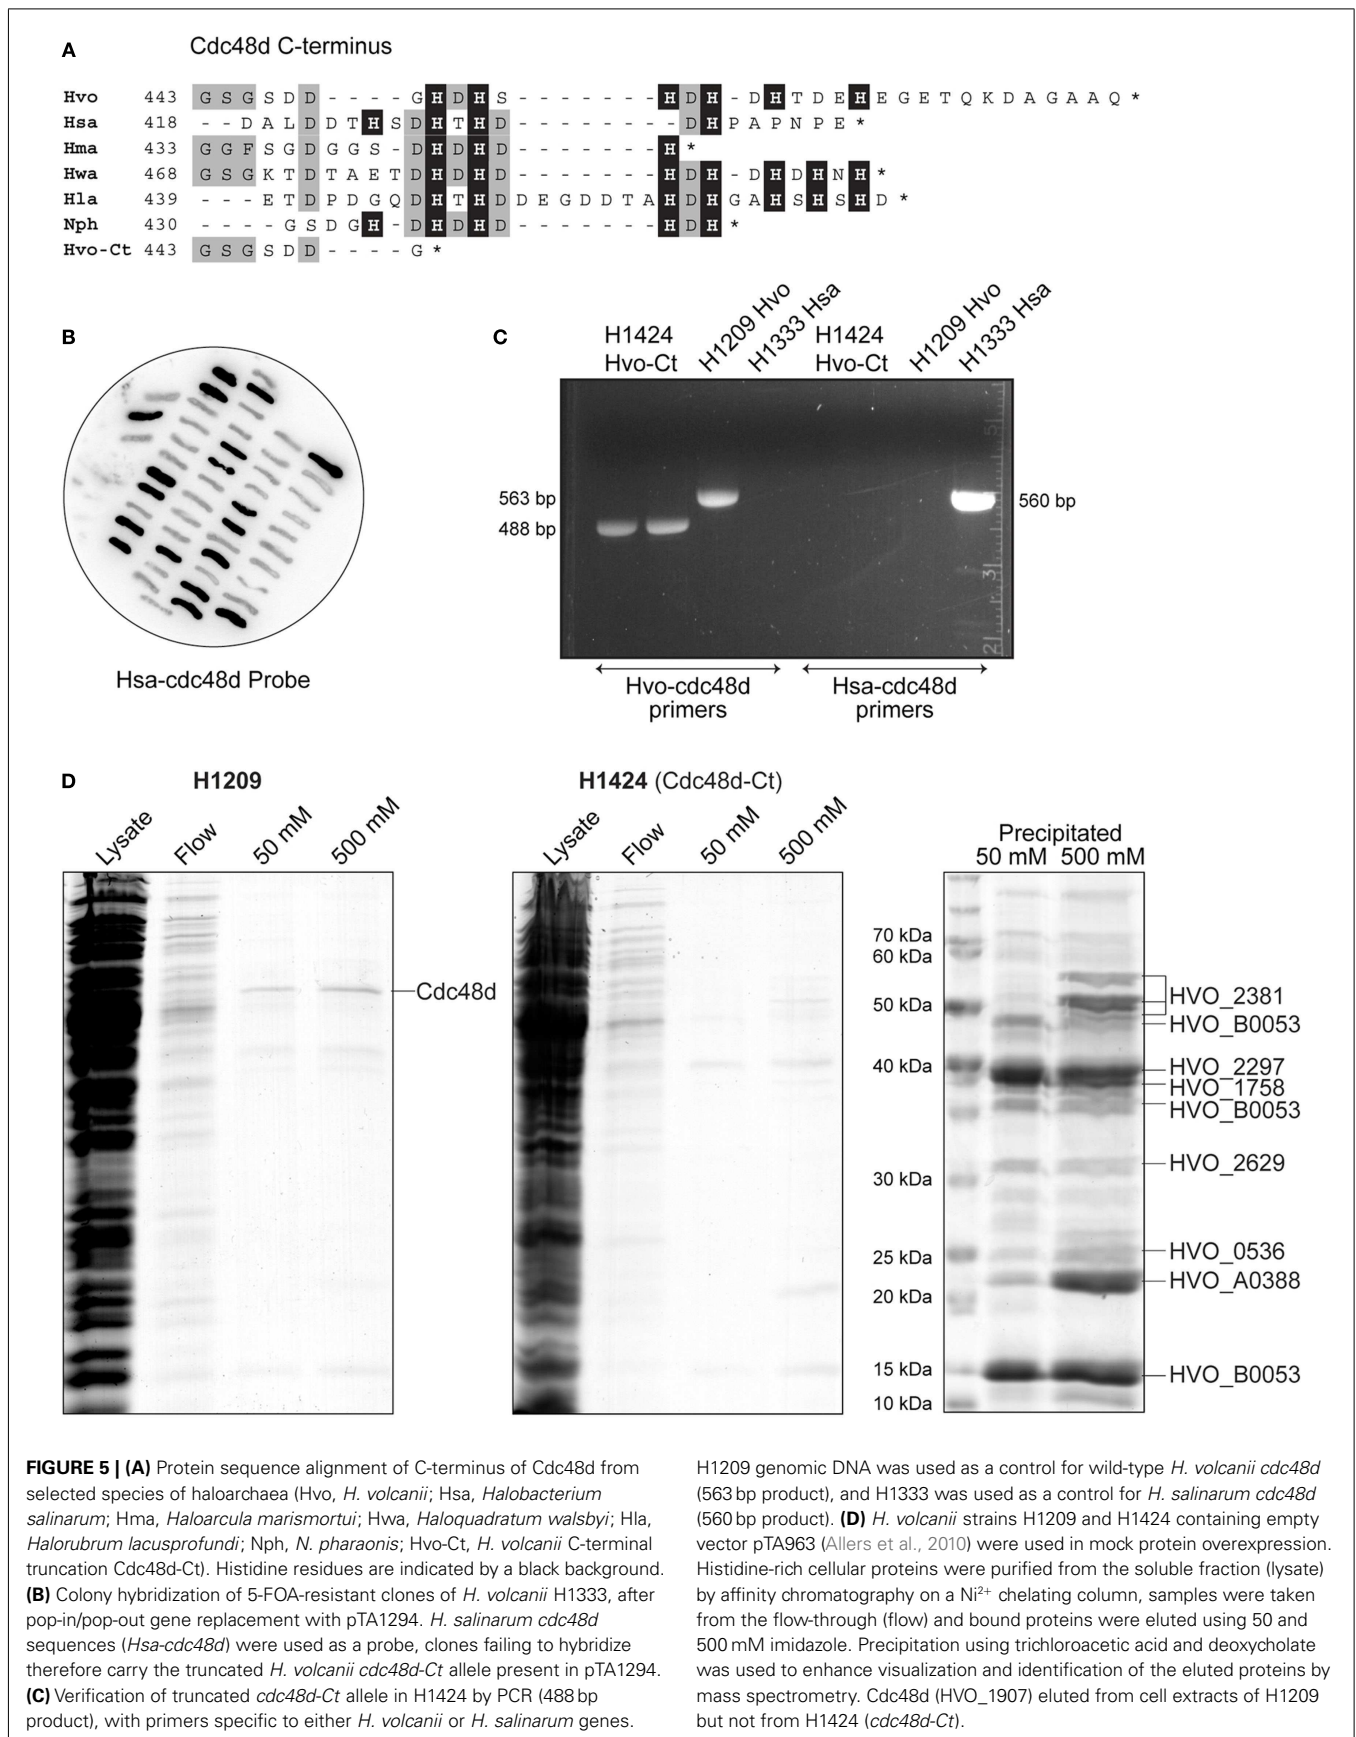 (A) Cdc48d C-terminus
Hvo 443 G S G S D D - - - - G H D H S - - - - - - - H D H - D H T D E H E G E T Q K D A G A A Q *
Hsa 418 - - D A L D D T H S D H T H D - - - - - - - - D H P A P N P E *
Hma 433 G G F S G D G G S - D H D H D - - - - - - - H *
Hwa 468 G S G K T D T A E T D H D H D - - - - - - - H D H - D H D H N H *
Hla 439 - - - E T D P D G Q D H T H D D E G D D T A H D H G A H S H S H D *
Nph 430 - - - - G S D G H - D H D H D - - - - - - - H D H *
Hvo-Ct 443 G S G S D D - - - - G *
B
Hsa-cdc48d Probe
C
H1424
Hvo-Ct
H1209 Hvo
H1333 Hsa
H1424
Hvo-Ct
H1209 Hvo
H1333 Hsa
563 bp
488 bp
560 bp
5
3
2
Hvo-cdc48d
primers
Hsa-cdc48d
primers
D
H1209
Lysate
Flow
50 mM
500 mM
Cdc48d
H1424 (Cdc48d-Ct)
Lysate
Flow
50 mM
500 mM
Precipitated
50 mM 500 mM
70 kDa
60 kDa
50 kDa
40 kDa
30 kDa
25 kDa
20 kDa
15 kDa
10 kDa
HVO_2381
HVO_B0053
HVO_2297
HVO_1758
HVO_B0053
HVO_2629
HVO_0536
HVO_A0388
HVO_B0053
FIGURE 5 | (A) Protein sequence alignment of C-terminus of Cdc48d from
selected species of haloarchaea (Hvo, H. volcanii; Hsa, Halobacterium
salinarum; Hma, Haloarcula marismortui; Hwa, Haloquadratum walsbyi; Hla,
Halorubrum lacusprofundi; Nph, N. pharaonis; Hvo-Ct, H. volcanii C-terminal
truncation Cdc48d-Ct). Histidine residues are indicated by a black background.
(B) Colony hybridization of 5-FOA-resistant clones of H. volcanii H1333, after
pop-in/pop-out gene replacement with pTA1294. H. salinarum cdc48d
sequences (Hsa-cdc48d) were used as a probe, clones failing to hybridize
therefore carry the truncated H. volcanii cdc48d-Ct allele present in pTA1294.
(C) Verification of truncated cdc48d-Ct allele in H1424 by PCR (488 bp
product), with primers specific to either H. volcanii or H. salinarum genes.
H1209 genomic DNA was used as a control for wild-type H. volcanii cdc48d
(563 bp product), and H1333 was used as a control for H. salinarum cdc48d
(560 bp product). (D) H. volcanii strains H1209 and H1424 containing empty
vector pTA963 (Allers et al., 2010) were used in mock protein overexpression.
Histidine-rich cellular proteins were purified from the soluble fraction (lysate)
by affinity chromatography on a Ni²⁺ chelating column, samples were taken
from the flow-through (flow) and bound proteins were eluted using 50 and
500 mM imidazole. Precipitation using trichloroacetic acid and deoxycholate
was used to enhance visualization and identification of the eluted proteins by
mass spectrometry. Cdc48d (HVO_1907) eluted from cell extracts of H1209
but not from H1424 (cdc48d-Ct).